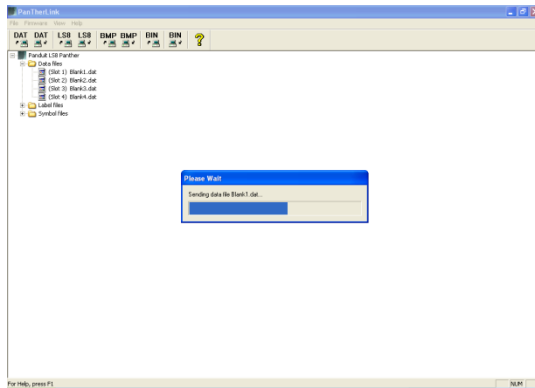 PanTherLink
File Firmware View Help
DAT DAT LS8 LS8 BMP BMP BIN BIN
Panduit LS8 Panther
Data files
(Slot 1) Blank1.dat
(Slot 2) Blank2.dat
(Slot 3) Blank3.dat
(Slot 4) Blank4.dat
Label files
Symbol files
Please Wait
Sending data file Blank1.dat...
For Help, press F1 NUM